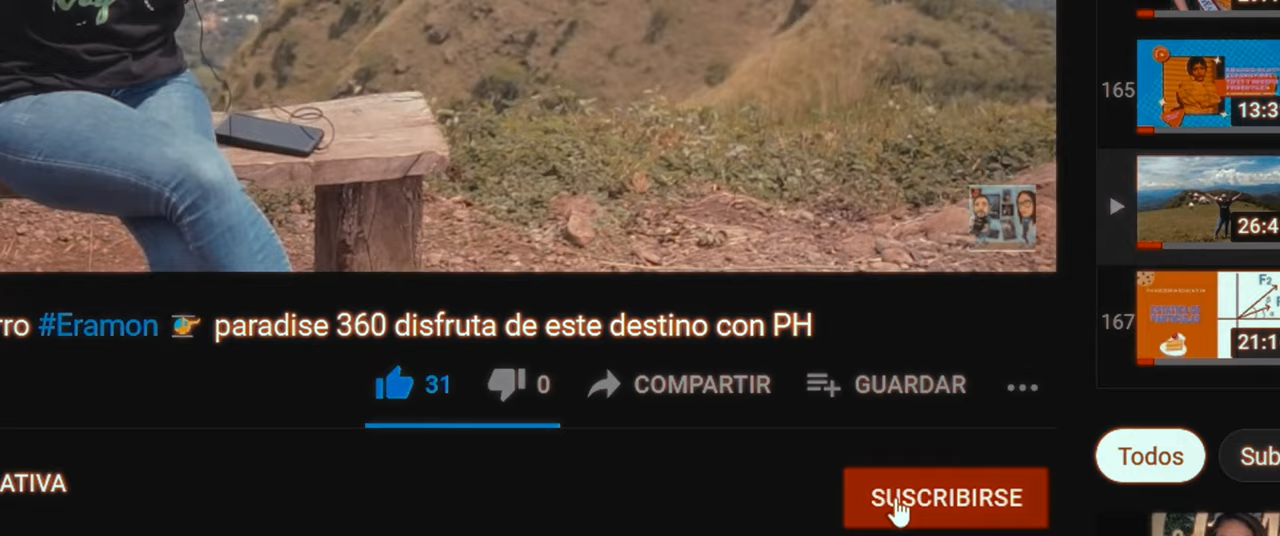 165
13:3
26:4
rro #Eramon paradise 360 disfruta de este destino con PH
F2
167
21:1
31
0
COMPARTIR
GUARDAR
Todos
Sub
ATIVA
SUSCRIBIRSE